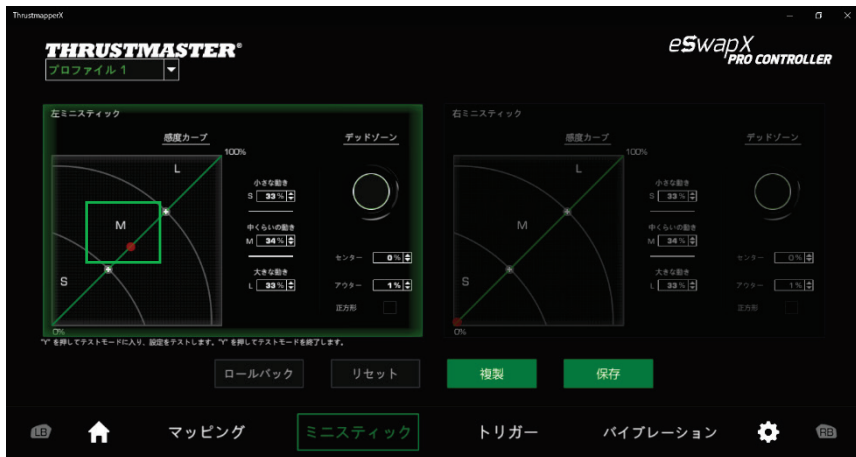 ThrustmapperX
THRUSTMASTER®
eSwapX
PRO CONTROLLER
プロファイル 1
左ミニスティック
感度カーブ
デッドゾーン
100%
L
小さな動き
S 33%
M
中くらいの動き
M 34%
センター 0%
大きな動き
S
L 33%
アウター 1%
正方形
0%
右ミニスティック
感度カーブ
デッドゾーン
100%
L
小さな動き
S 33%
M
中くらいの動き
M 34%
センター 0%
大きな動き
S
L 33%
アウター 1%
正方形
0%
"Y" を押してテストモードに入り、設定をテストします。"Y" を押してテストモードを終了します。
ロールバック
リセット
複製
保存
LB
マッピング
ミニスティック
トリガー
バイブレーション
RB